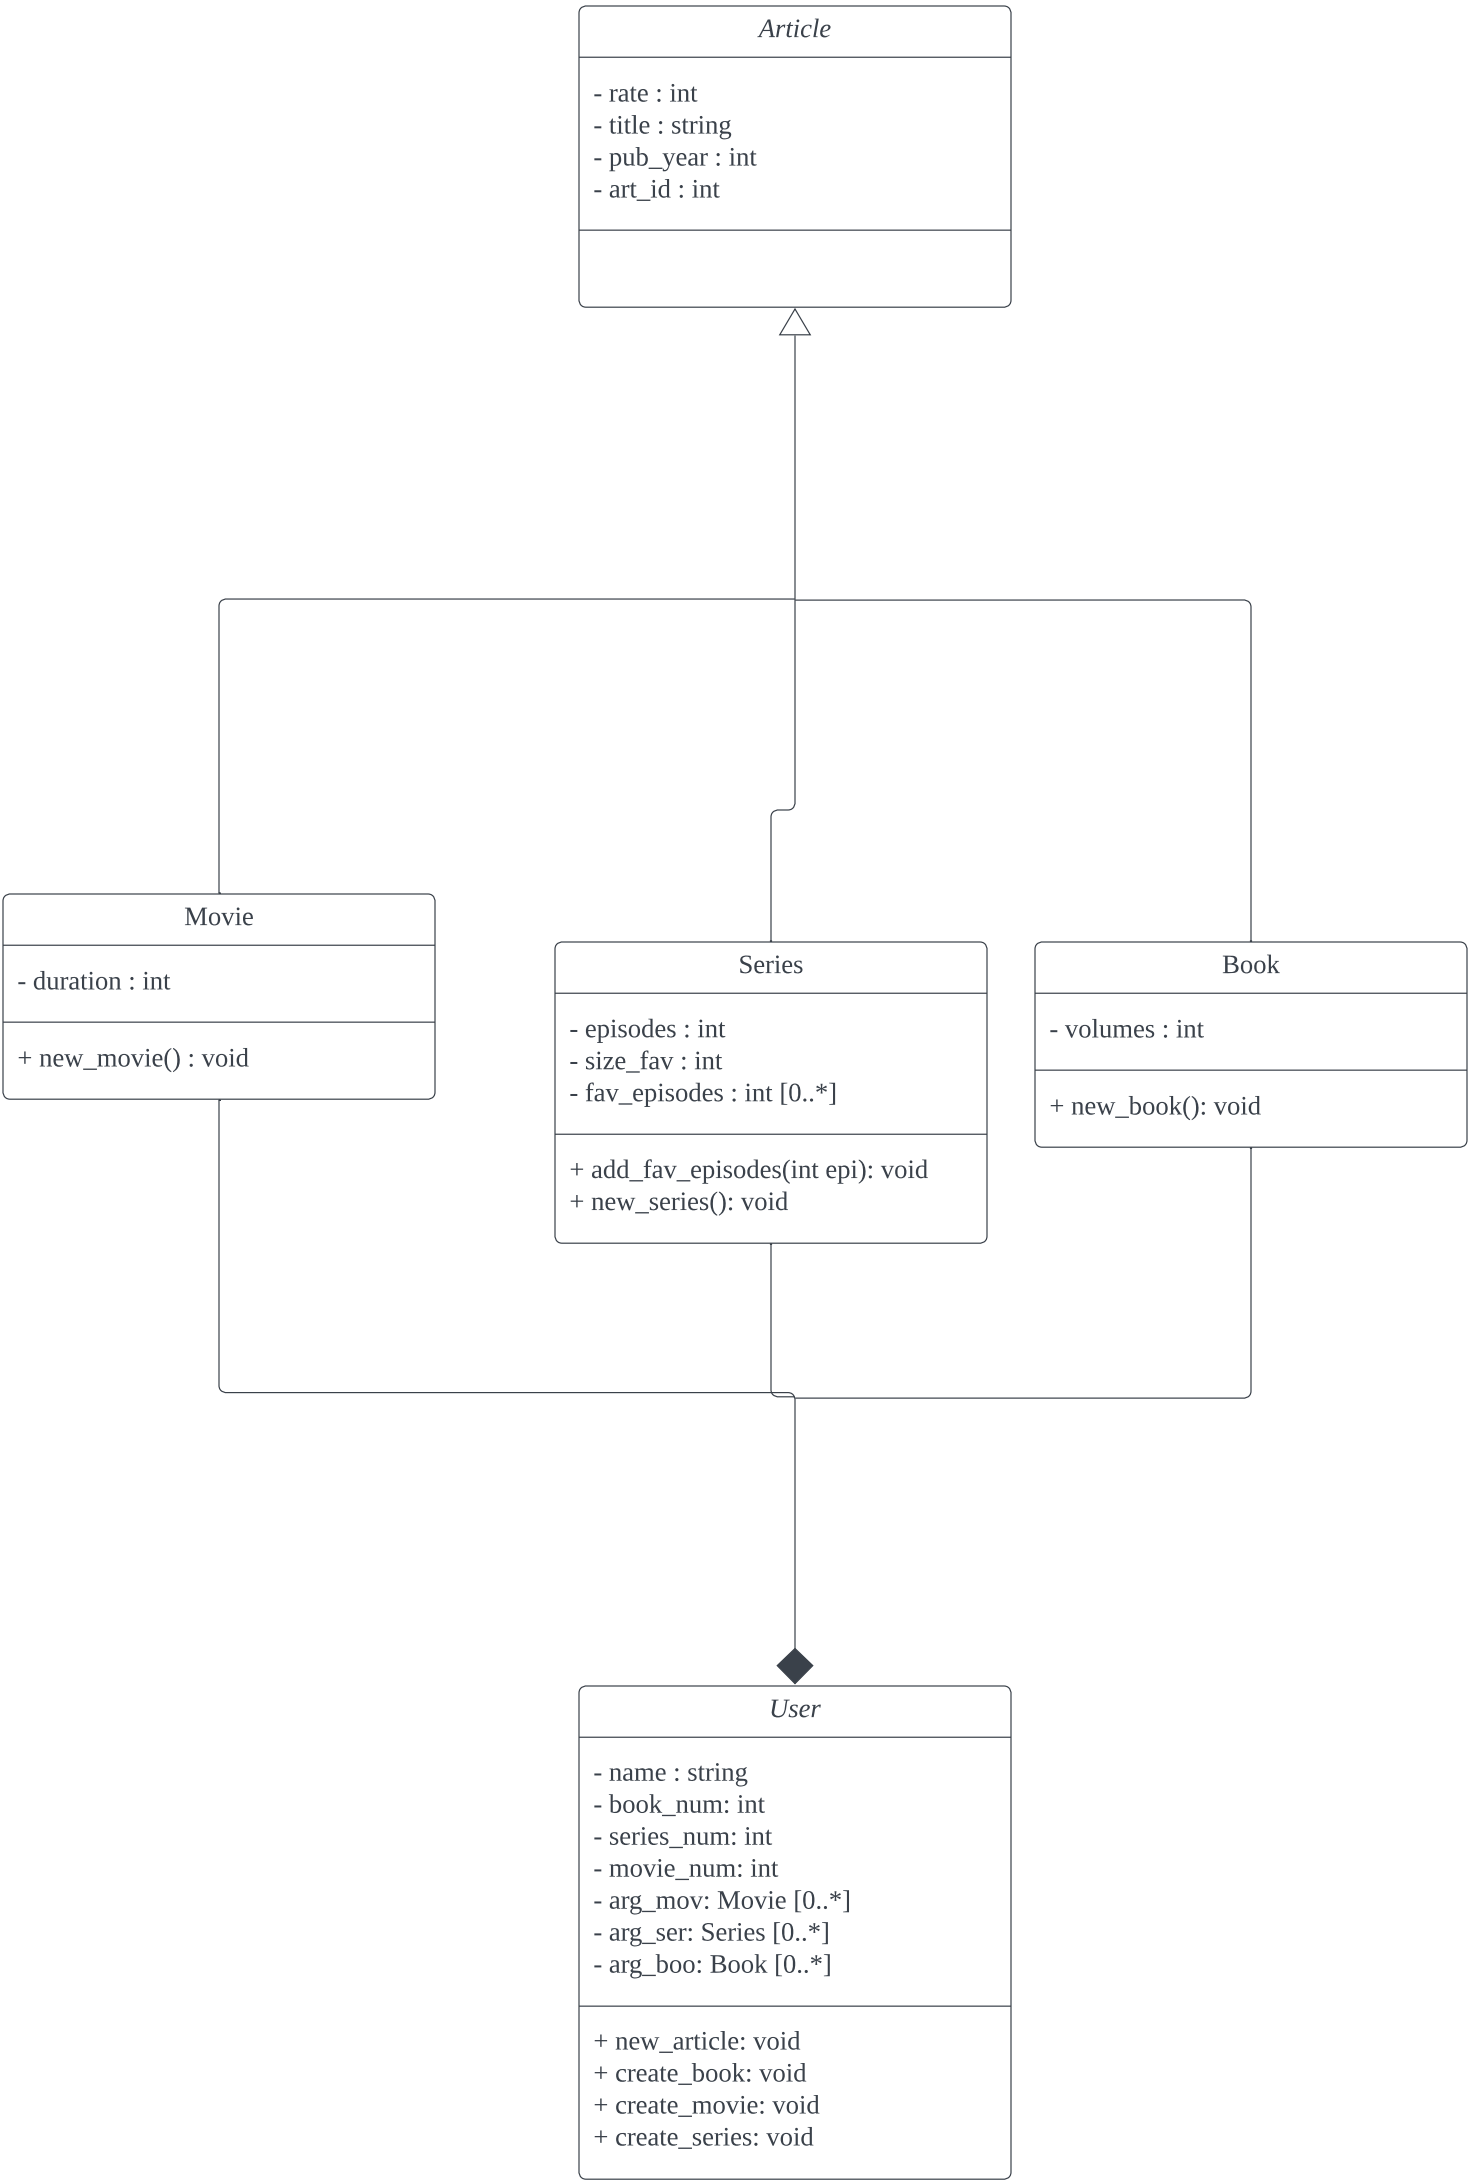 Article
- rate : int
- title : string
- pub_year : int
- art_id : int
Movie
- duration : int
+ new_movie() : void
Series
- episodes : int
- size_fav : int
- fav_episodes : int [0..*]
+ add_fav_episodes(int epi): void
+ new_series(): void
Book
- volumes : int
+ new_book(): void
User
- name : string
- book_num: int
- series_num: int
- movie_num: int
- arg_mov: Movie [0..*]
- arg_ser: Series [0..*]
- arg_boo: Book [0..*]
+ new_article: void
+ create_book: void
+ create_movie: void
+ create_series: void